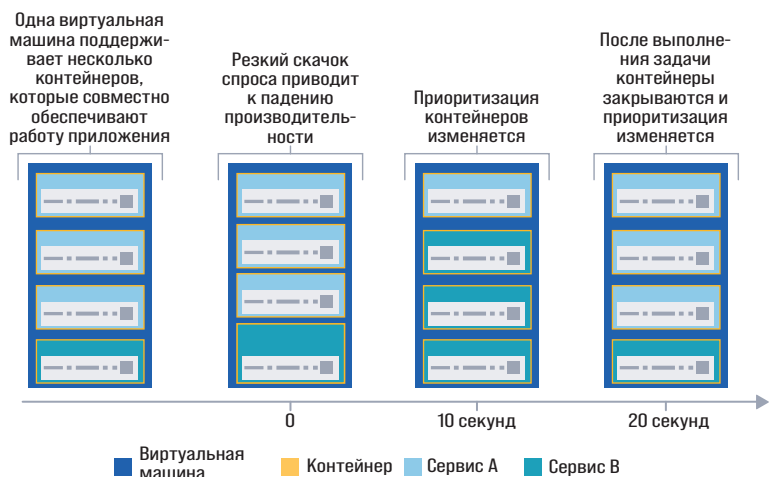 Одна виртуальная
машина поддержи-
вает несколько
контейнеров,
которые совместно
обеспечивают
работу приложения
Резкий скачок
спроса приводит
к падению
производитель-
ности
Приоритизация
контейнеров
изменяется
После выполне-
ния задачи
контейнеры
закрываются и
приоритизация
изменяется
0
10 секунд
20 секунд
Виртуальная
машина
Контейнер
Сервис A
Сервис B